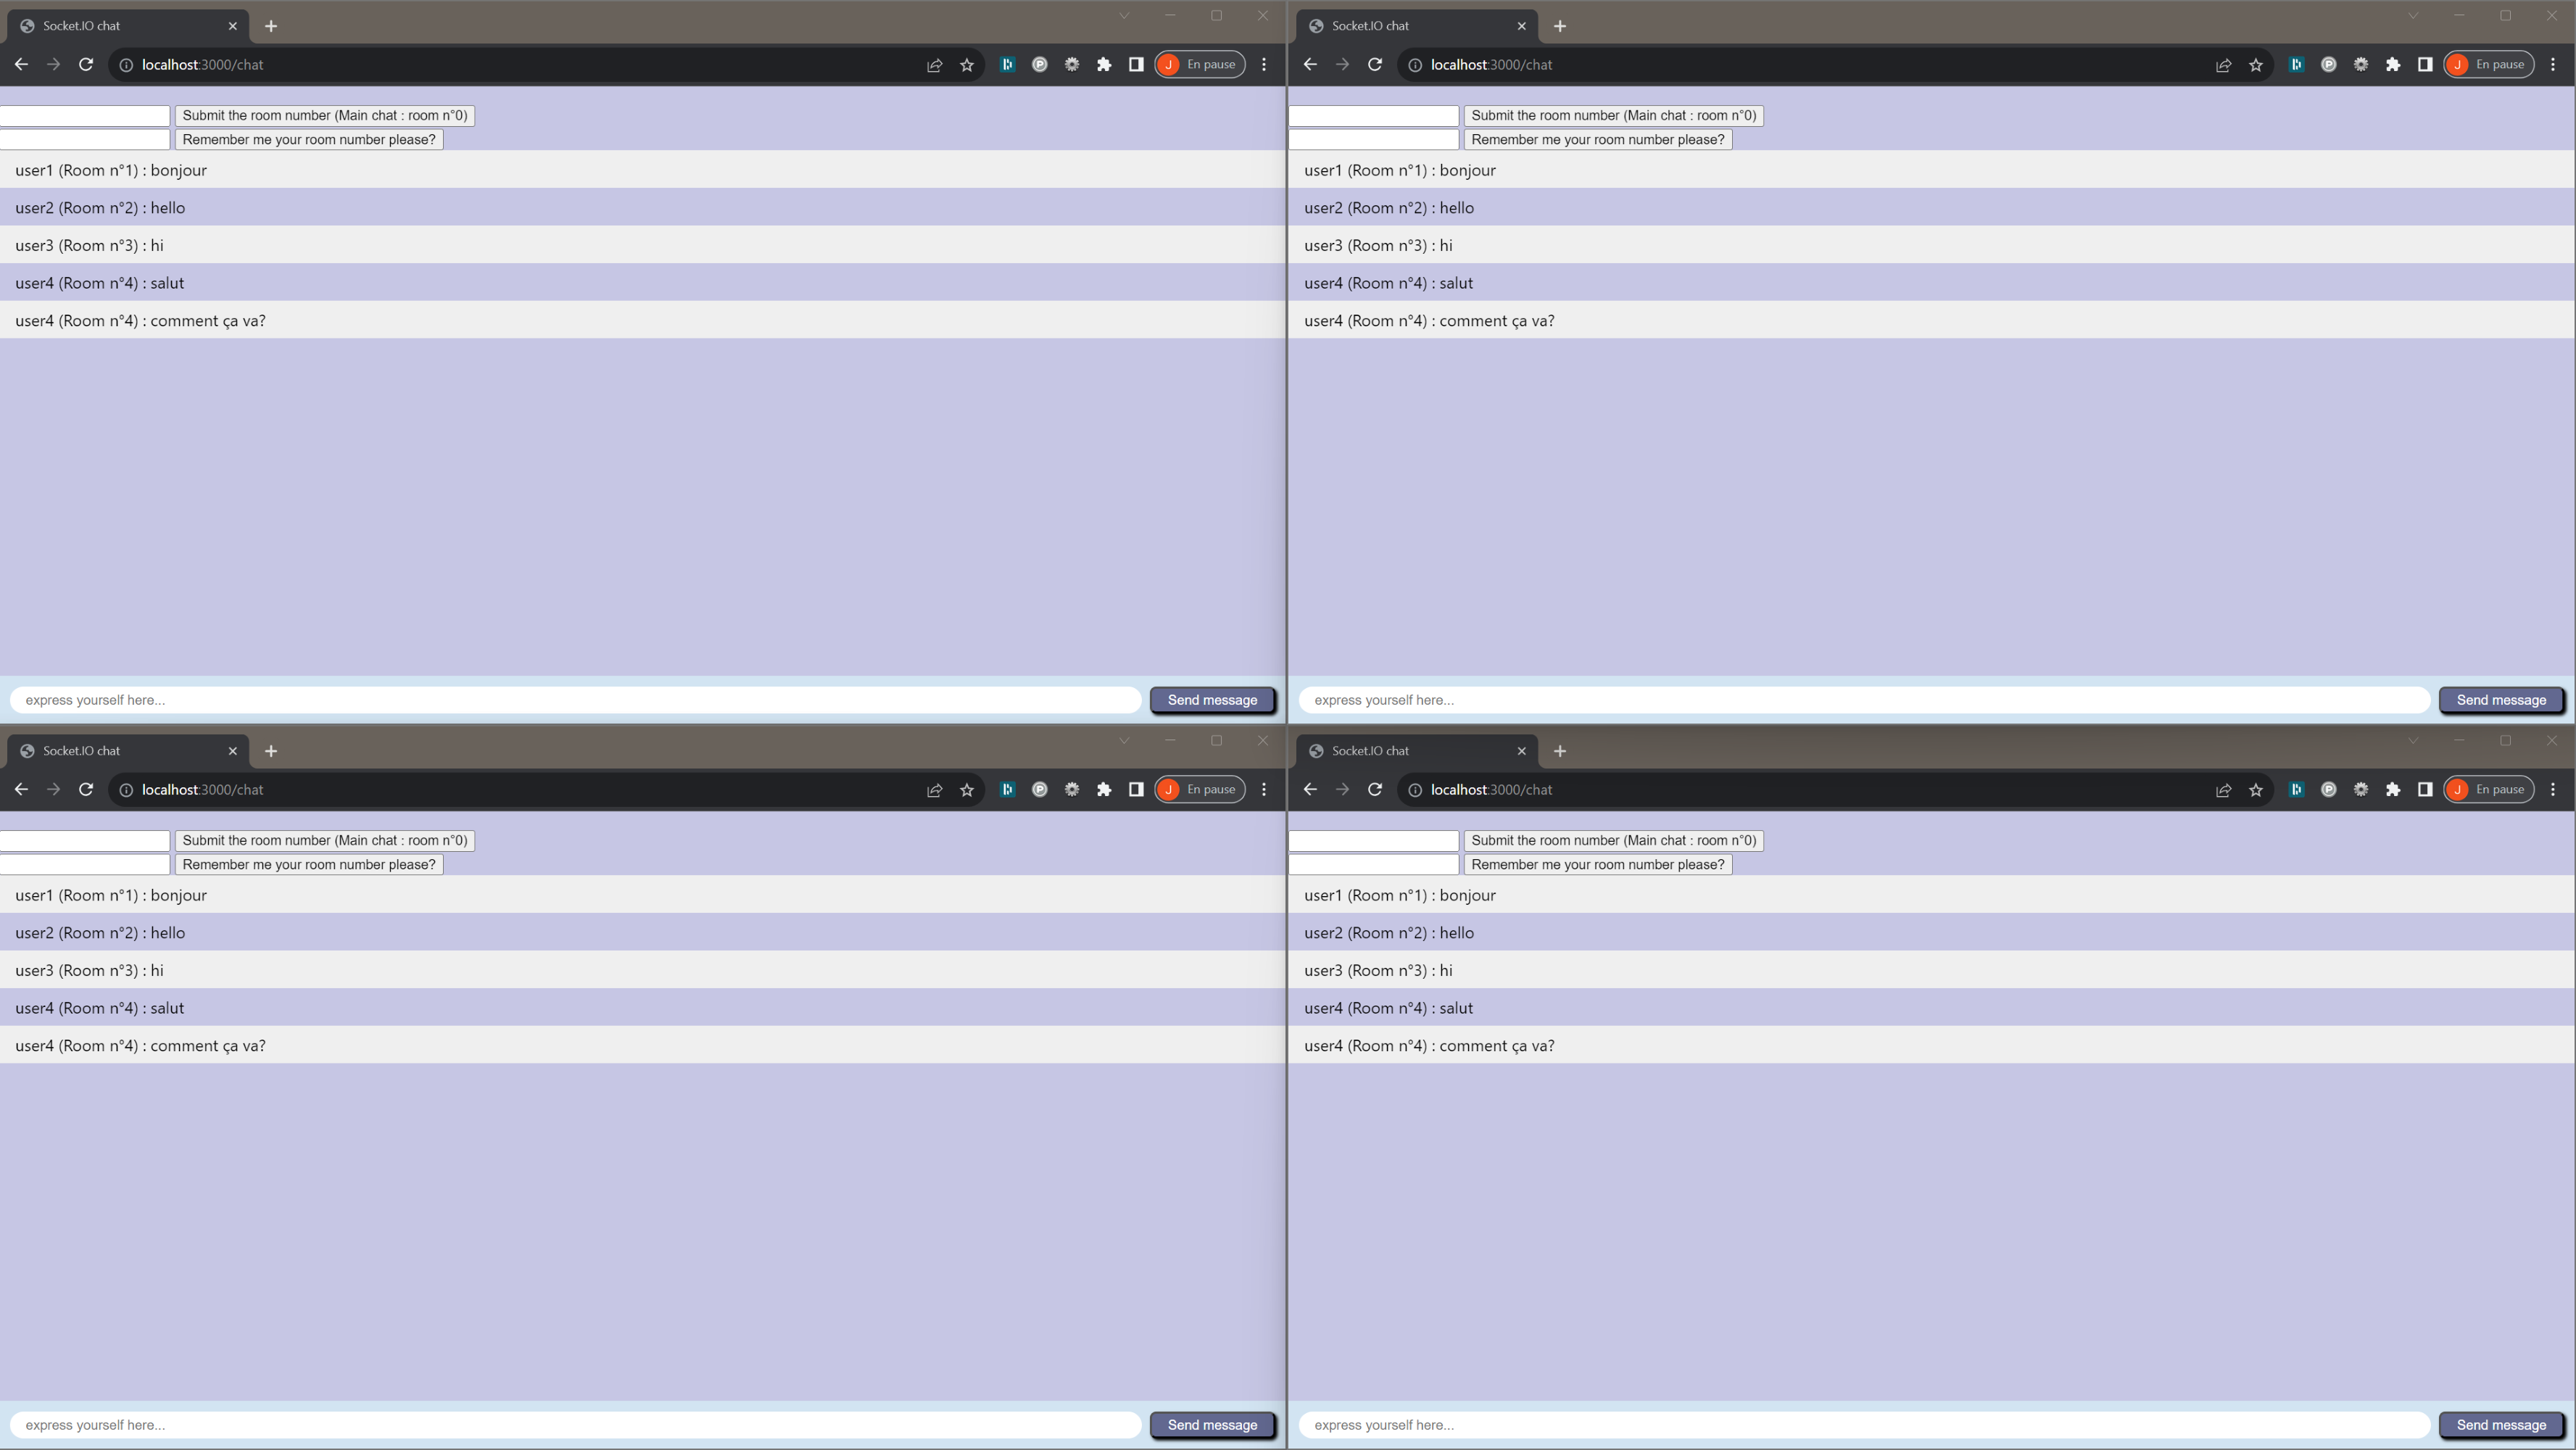 Socket.IO chat
localhost:3000/chat
J En pause
Submit the room number (Main chat : room n°0)
Remember me your room number please?
user1 (Room n°1) : bonjour
user2 (Room n°2) : hello
user3 (Room n°3) : hi
user4 (Room n°4) : salut
user4 (Room n°4) : comment ça va?
express yourself here...
Send message
Socket.IO chat
localhost:3000/chat
J En pause
Submit the room number (Main chat : room n°0)
Remember me your room number please?
user1 (Room n°1) : bonjour
user2 (Room n°2) : hello
user3 (Room n°3) : hi
user4 (Room n°4) : salut
user4 (Room n°4) : comment ça va?
express yourself here...
Send message
Socket.IO chat
localhost:3000/chat
J En pause
Submit the room number (Main chat : room n°0)
Remember me your room number please?
user1 (Room n°1) : bonjour
user2 (Room n°2) : hello
user3 (Room n°3) : hi
user4 (Room n°4) : salut
user4 (Room n°4) : comment ça va?
express yourself here...
Send message
Socket.IO chat
localhost:3000/chat
J En pause
Submit the room number (Main chat : room n°0)
Remember me your room number please?
user1 (Room n°1) : bonjour
user2 (Room n°2) : hello
user3 (Room n°3) : hi
user4 (Room n°4) : salut
user4 (Room n°4) : comment ça va?
express yourself here...
Send message